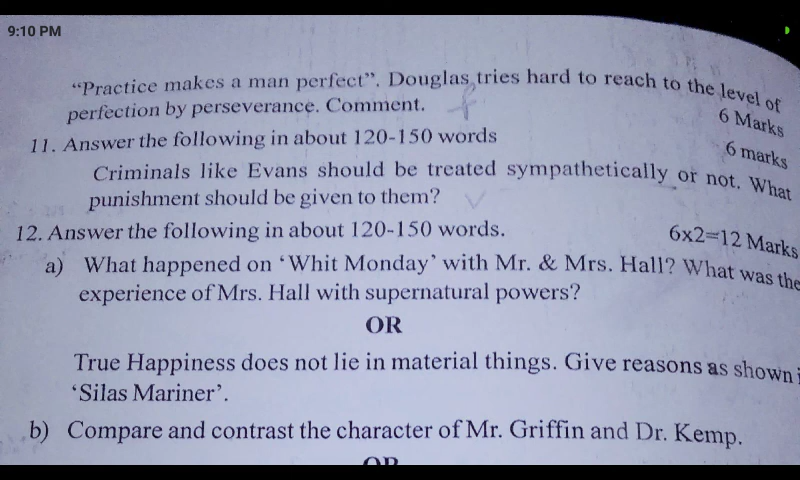 9:10 PM
“Practice makes a man perfect”. Douglas tries hard to reach to the level of
perfection by perseverance. Comment.
6 Marks
11. Answer the following in about 120-150 words
6 marks
Criminals like Evans should be treated sympathetically or not. What
punishment should be given to them?
12. Answer the following in about 120-150 words.
6x2=12 Marks
a) What happened on ‘Whit Monday’ with Mr. & Mrs. Hall? What was the
experience of Mrs. Hall with supernatural powers?
OR
True Happiness does not lie in material things. Give reasons as shown
‘Silas Mariner’.
b) Compare and contrast the character of Mr. Griffin and Dr. Kemp.
OR